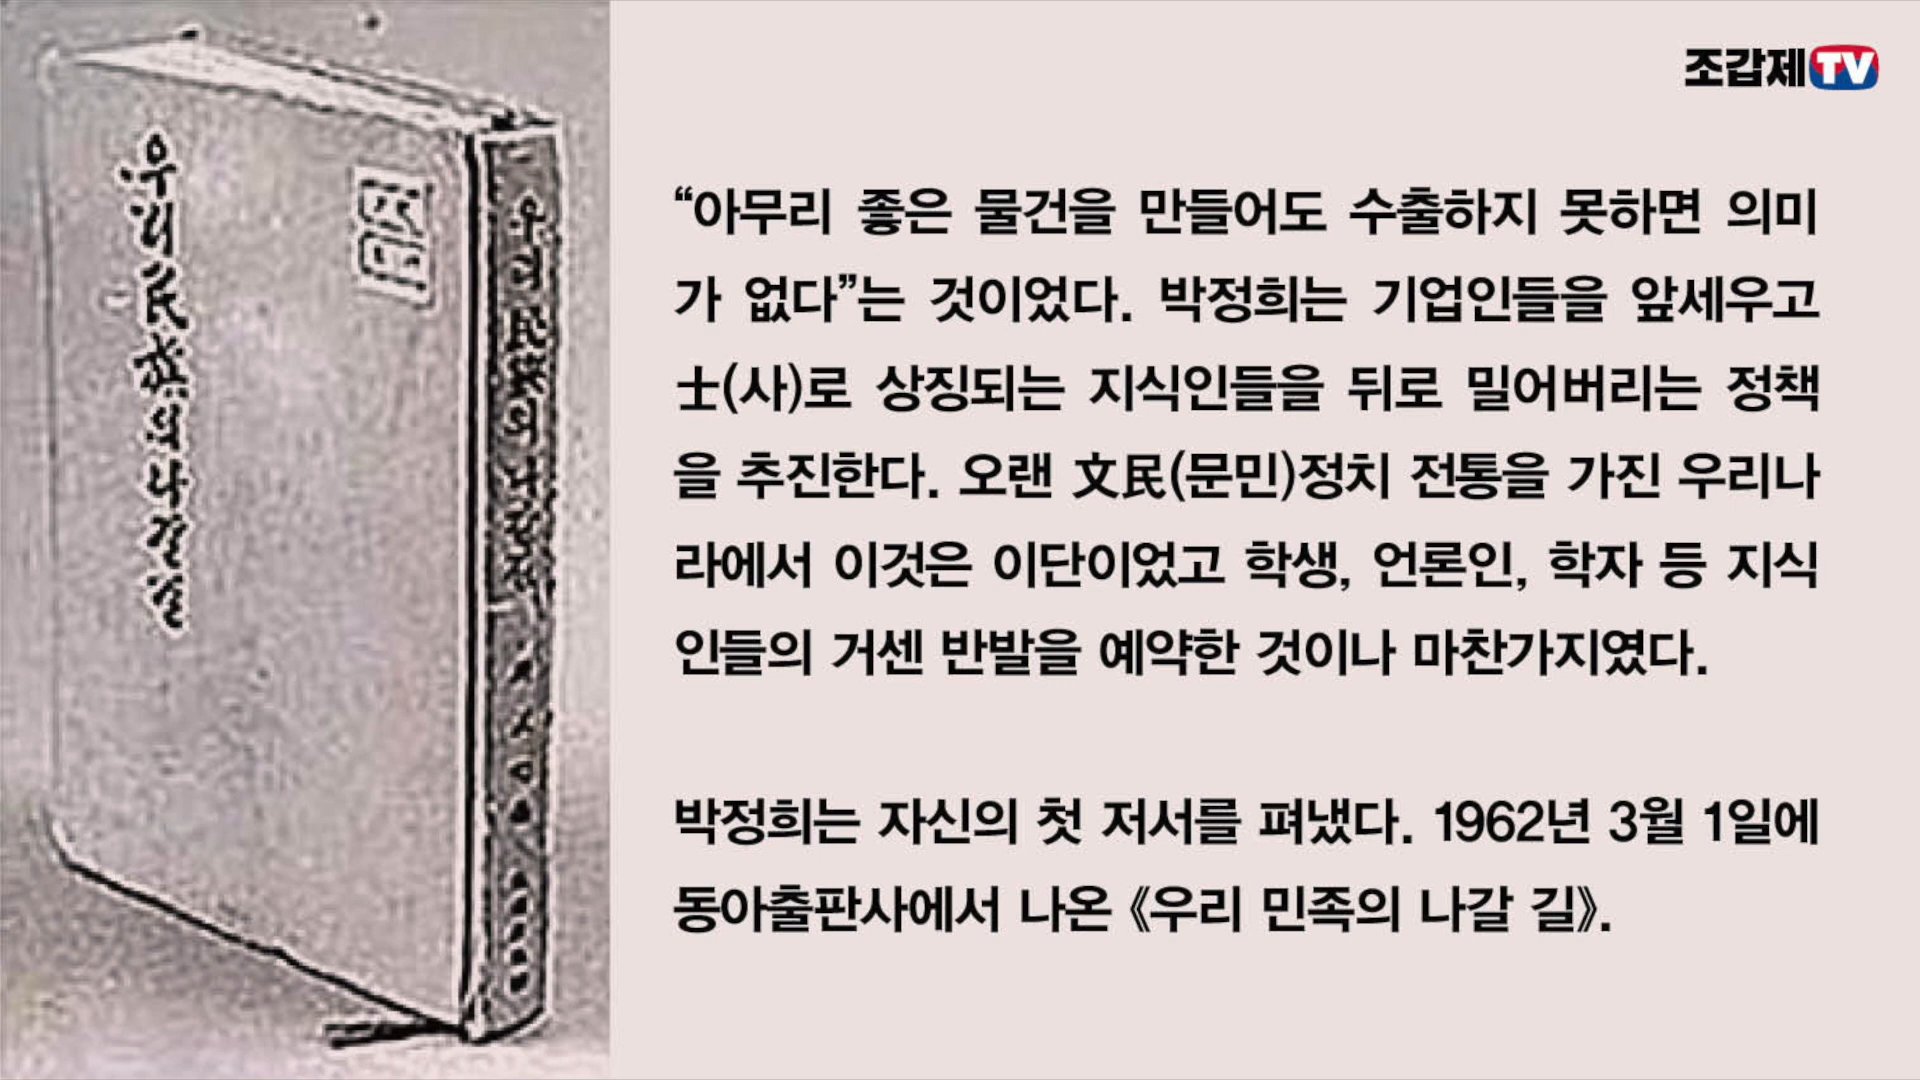 우리民族의 나갈 길
우리民族의 나갈 길
조갑제TV
“아무리 좋은 물건을 만들어도 수출하지 못하면 의미
가 없다”는 것이었다. 박정희는 기업인들을 앞세우고
士(사)로 상징되는 지식인들을 뒤로 밀어버리는 정책
을 추진한다. 오랜 文民(문민)정치 전통을 가진 우리나
라에서 이것은 이단이었고 학생, 언론인, 학자 등 지식
인들의 거센 반발을 예약한 것이나 마찬가지였다.
박정희는 자신의 첫 저서를 펴냈다. 1962년 3월 1일에
동아출판사에서 나온 《우리 민족의 나갈 길》.